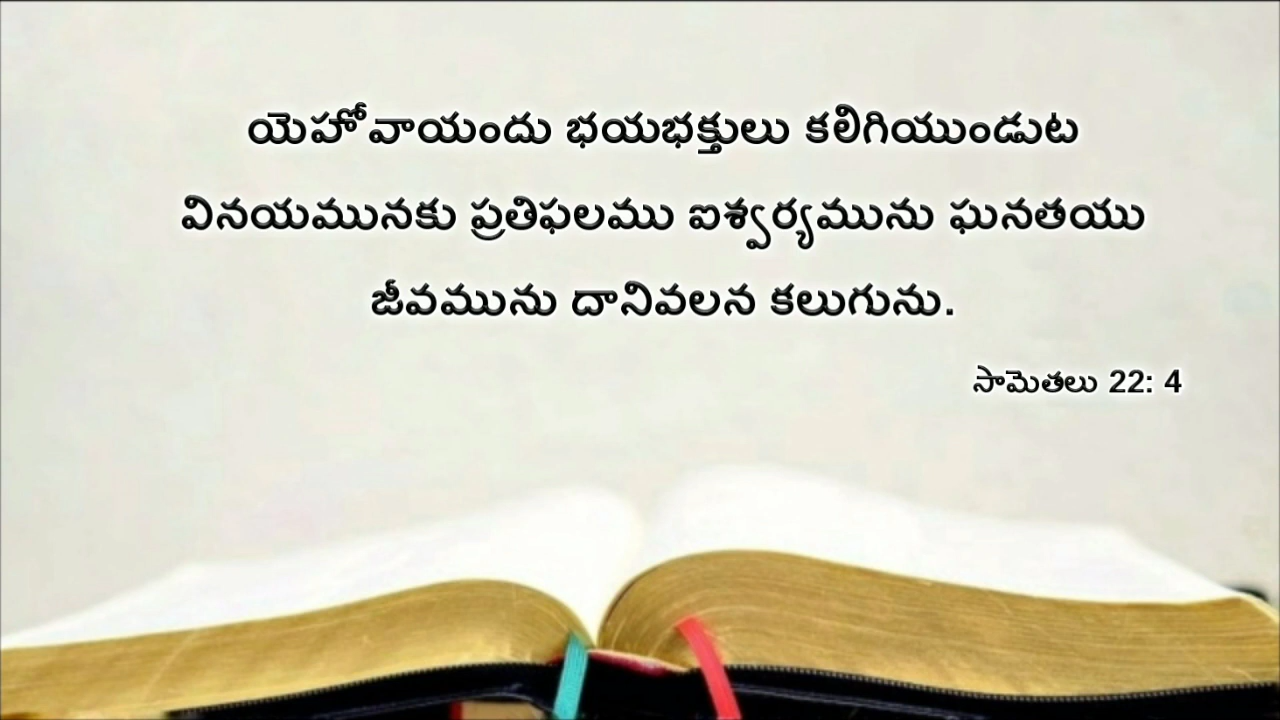 యెహోవాయందు భయభక్తులు కలిగియుండుట
వినయమునకు ప్రతిఫలము ఐశ్వర్యమును ఘనతయు
జీవమును దానివలన కలుగును.
సామెతలు 22: 4